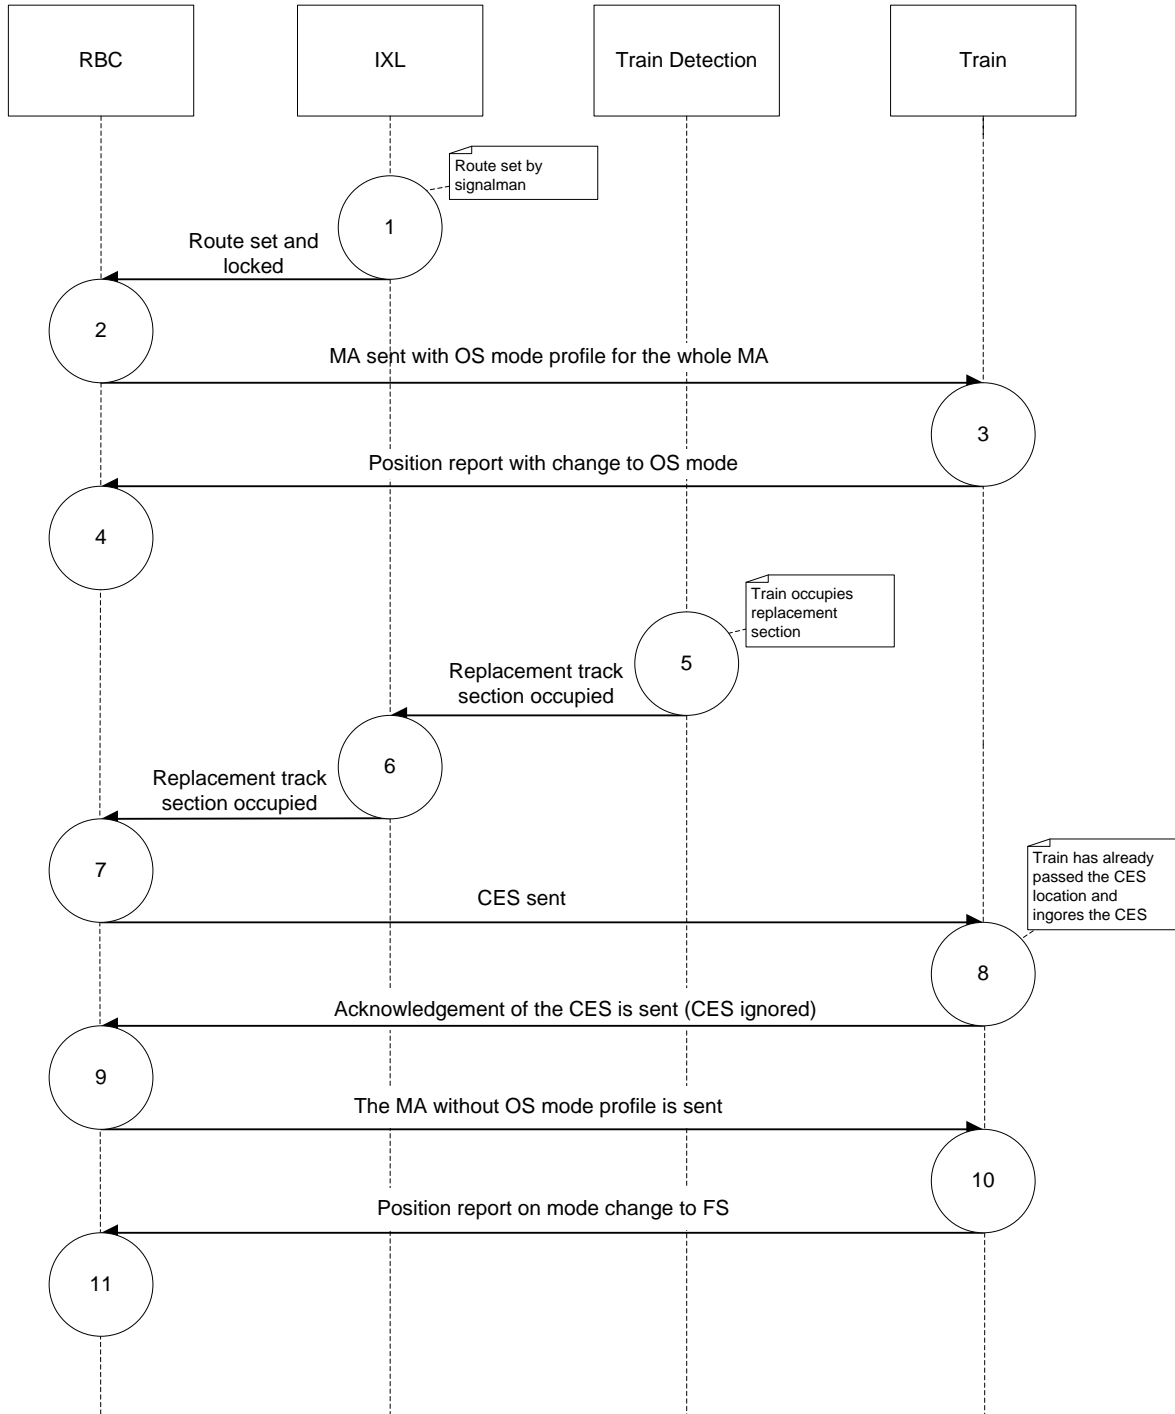 RBC
IXL
Train Detection
Train
Route set by
signalman
1
Route set and
locked
2
MA sent with OS mode profile for the whole MA
3
Position report with change to OS mode
4
Train occupies
replacement
section
5
Replacement track
section occupied
6
Replacement track
section occupied
7
Train has already
passed the CES
location and
ingores the CES
CES sent
8
Acknowledgement of the CES is sent (CES ignored)
9
The MA without OS mode profile is sent
10
Position report on mode change to FS
11